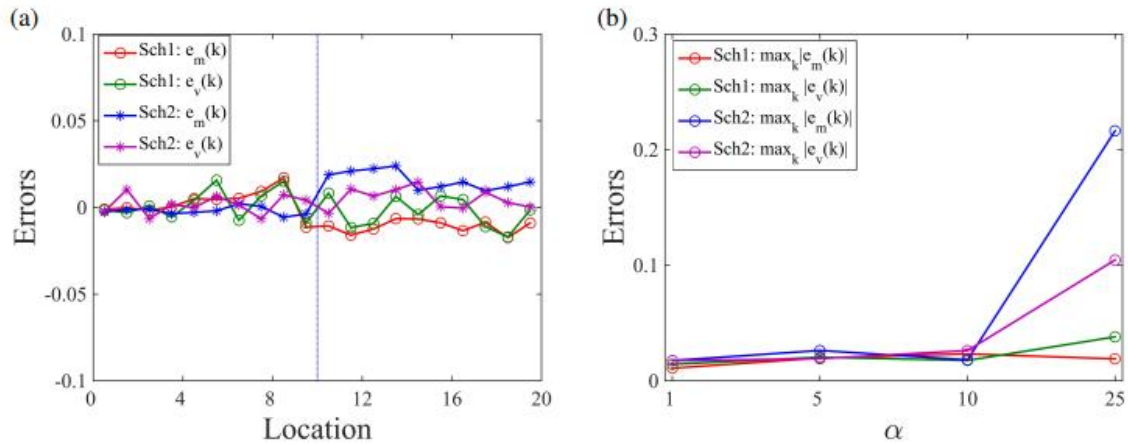 (a)
0.1
0.05
0
-0.05
-0.1
Errors
Sch1: e_m(k)
Sch1: e_v(k)
Sch2: e_m(k)
Sch2: e_v(k)
0 4 8 12 16 20
Location
(b)
0.3
0.2
0.1
0
Errors
Sch1: max_k|e_m(k)|
Sch1: max_k |e_v(k)|
Sch2: max_k |e_m(k)|
Sch2: max_k |e_v(k)|
1 5 10 25
α